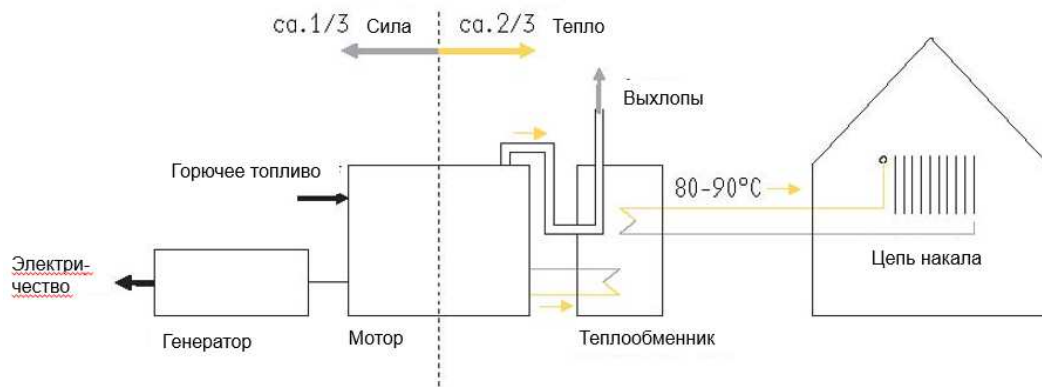 ca.1/3 Сила
ca.2/3 Тепло
Выхлопы
Горючее топливо
80-90°C
Электри-
чество
Цепь накала
Генератор
Мотор
Теплообменник